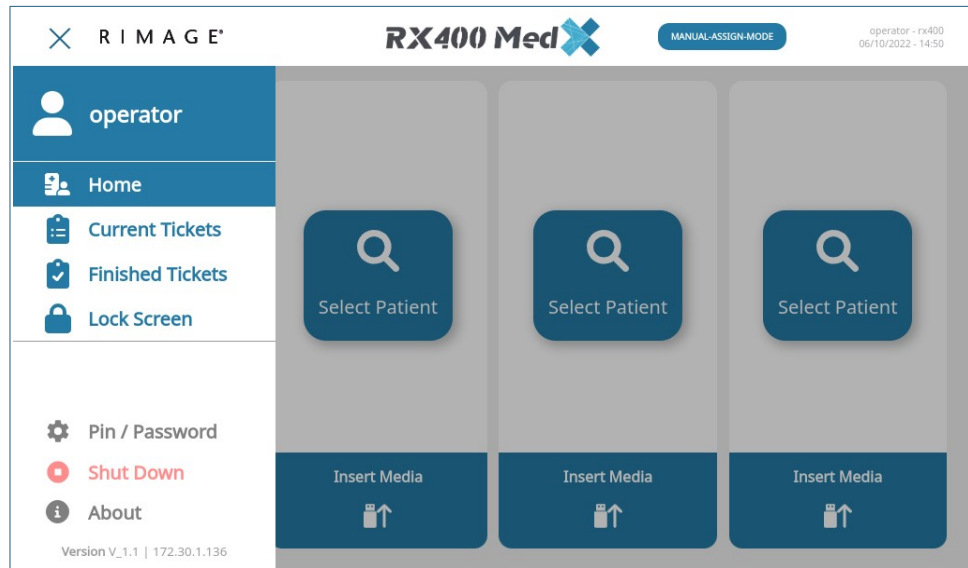 RIMAGE®
RX400 MedX
MANUAL-ASSIGN-MODE
operator - rx400
06/10/2022 - 14:50
operator
Home
Current Tickets
Finished Tickets
Lock Screen
Pin / Password
Shut Down
About
Version V_1.1 | 172.30.1.136
Select Patient
Select Patient
Select Patient
Insert Media
Insert Media
Insert Media